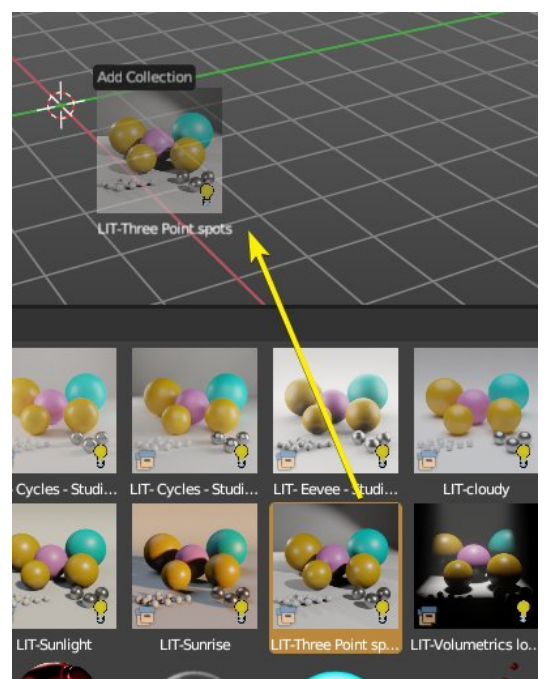 Add Collection
LIT-Three Point spots
Cycles - Studi...
LIT- Cycles - Studi...
LIT- Eevee - Studi...
LIT-cloudy
LIT-Sunlight
LIT-Sunrise
LIT-Three Point sp...
LIT-Volumetrics lo...